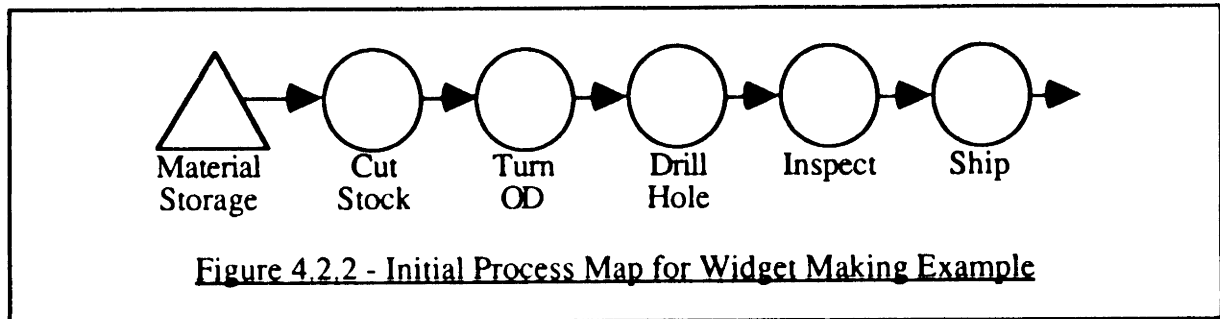 Material
Storage
Cut
Stock
Turn
OD
Drill
Hole
Inspect
Ship
Figure 4.2.2 - Initial Process Map for Widget Making Example